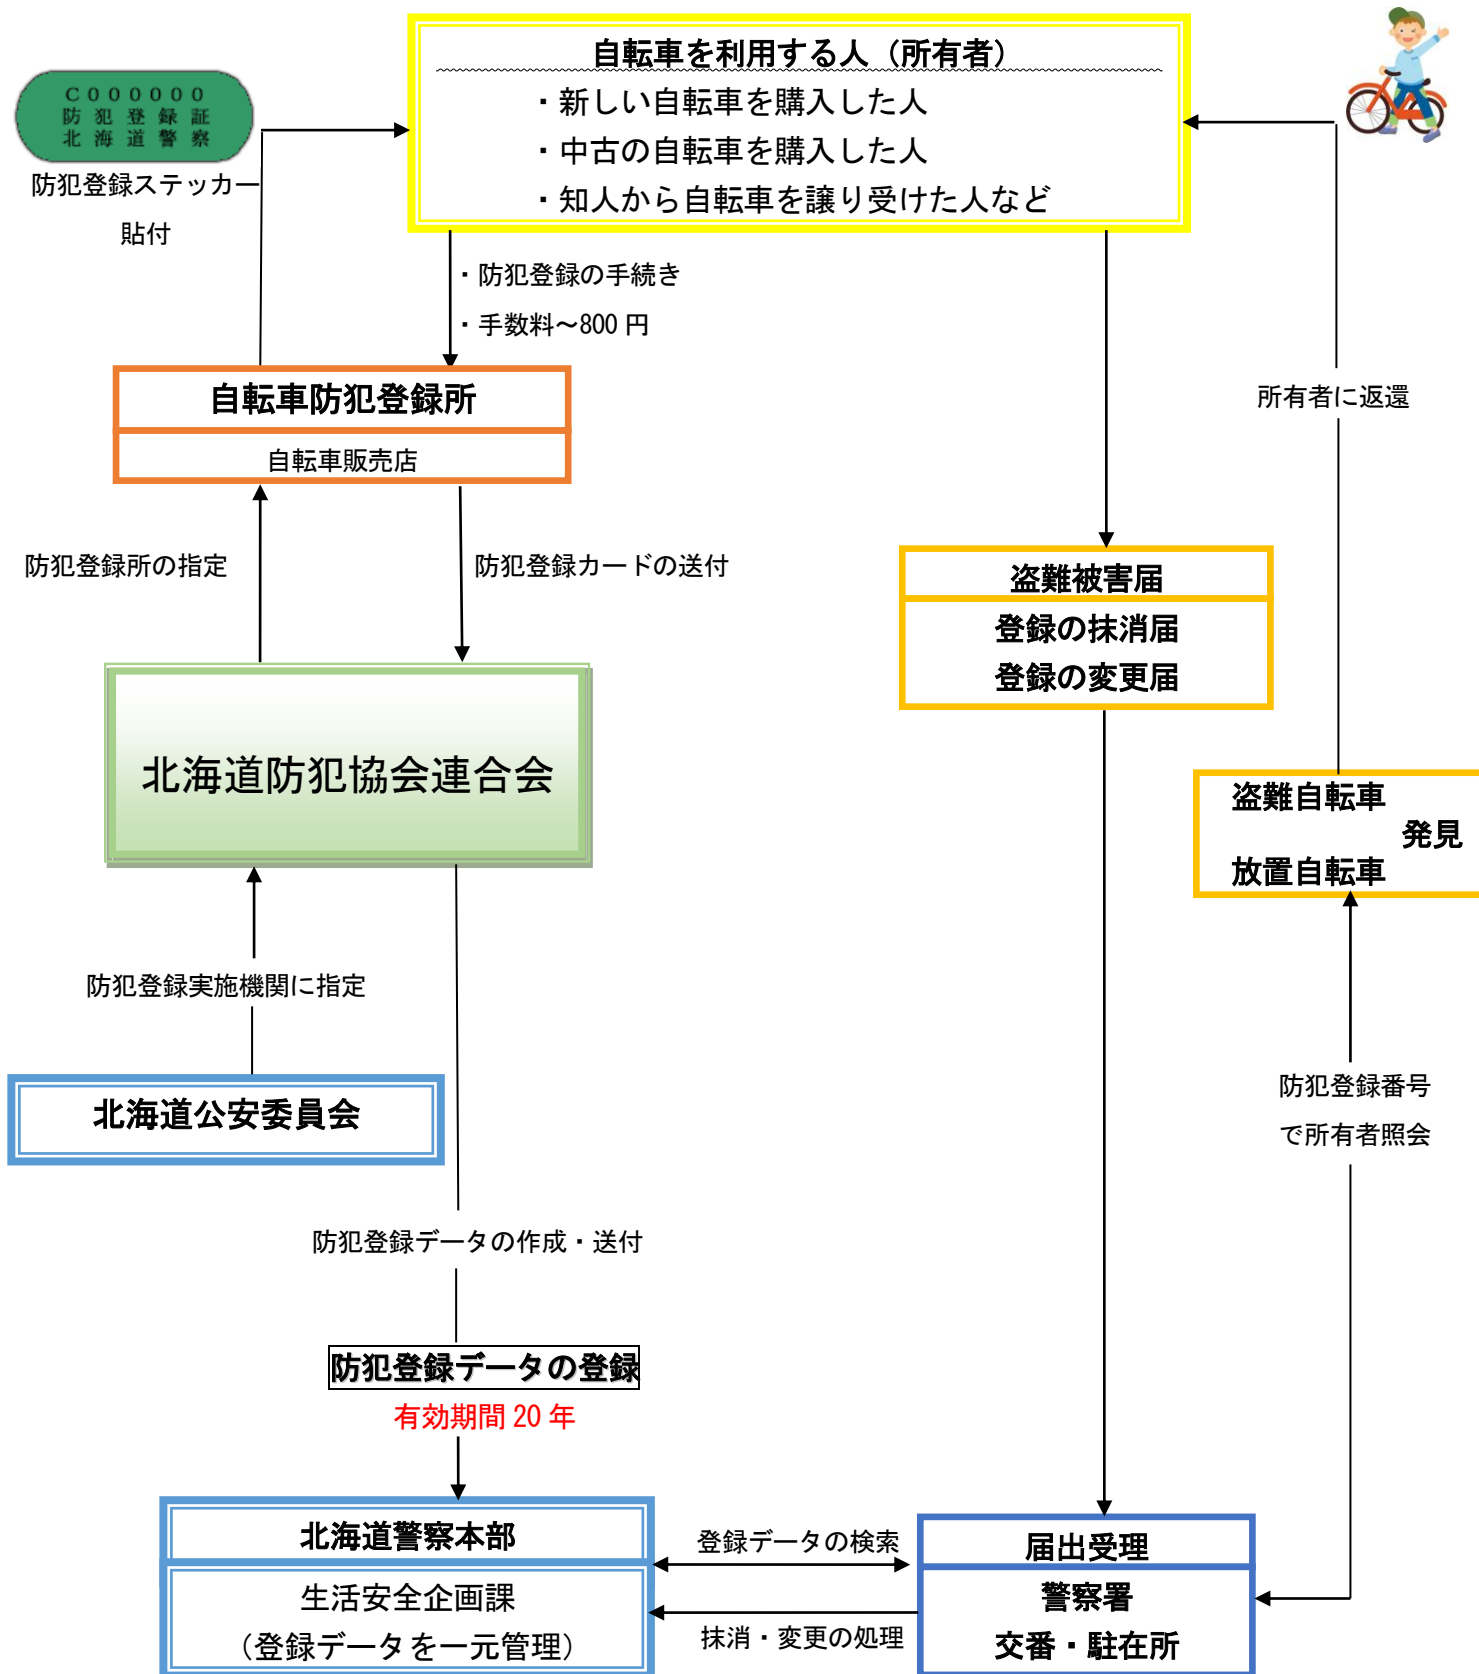 自転車を利用する人（所有者）
・新しい自転車を購入した人
・中古の自転車を購入した人
・知人から自転車を譲り受けた人など
C000000
防犯登録証
北海道警察
防犯登録ステッカー
貼付
・防犯登録の手続き
・手数料～800円
自転車防犯登録所
自転車販売店
所有者に返還
防犯登録所の指定
防犯登録カードの送付
盗難被害届
登録の抹消届
登録の変更届
北海道防犯協会連合会
盗難自転車
発見
放置自転車
防犯登録実施機関に指定
北海道公安委員会
防犯登録番号
で所有者照会
防犯登録データの作成・送付
防犯登録データの登録
有効期間20年
北海道警察本部
生活安全企画課
（登録データを一元管理）
登録データの検索
抹消・変更の処理
届出受理
警察署
交番・駐在所